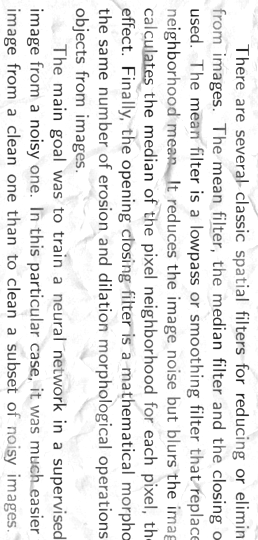 There are several classic spatial filters for reducing or elimin
from images. The mean filter, the median filter and the closing o
used. The mean filter is a lowpass or smoothing filter that replace
neighborhood mean. It reduces the image noise but blurs the imag
calculates the median of the pixel neighborhood for each pixel, the
effect. Finally, the opening closing filter is a mathematical morpho
the same number of erosion and dilation morphological operations
objects from images.
The main goal was to train a neural network in a supervised
image from a noisy one. In this particular case, it was much easier
image from a clean one than to clean a subset of noisy images.